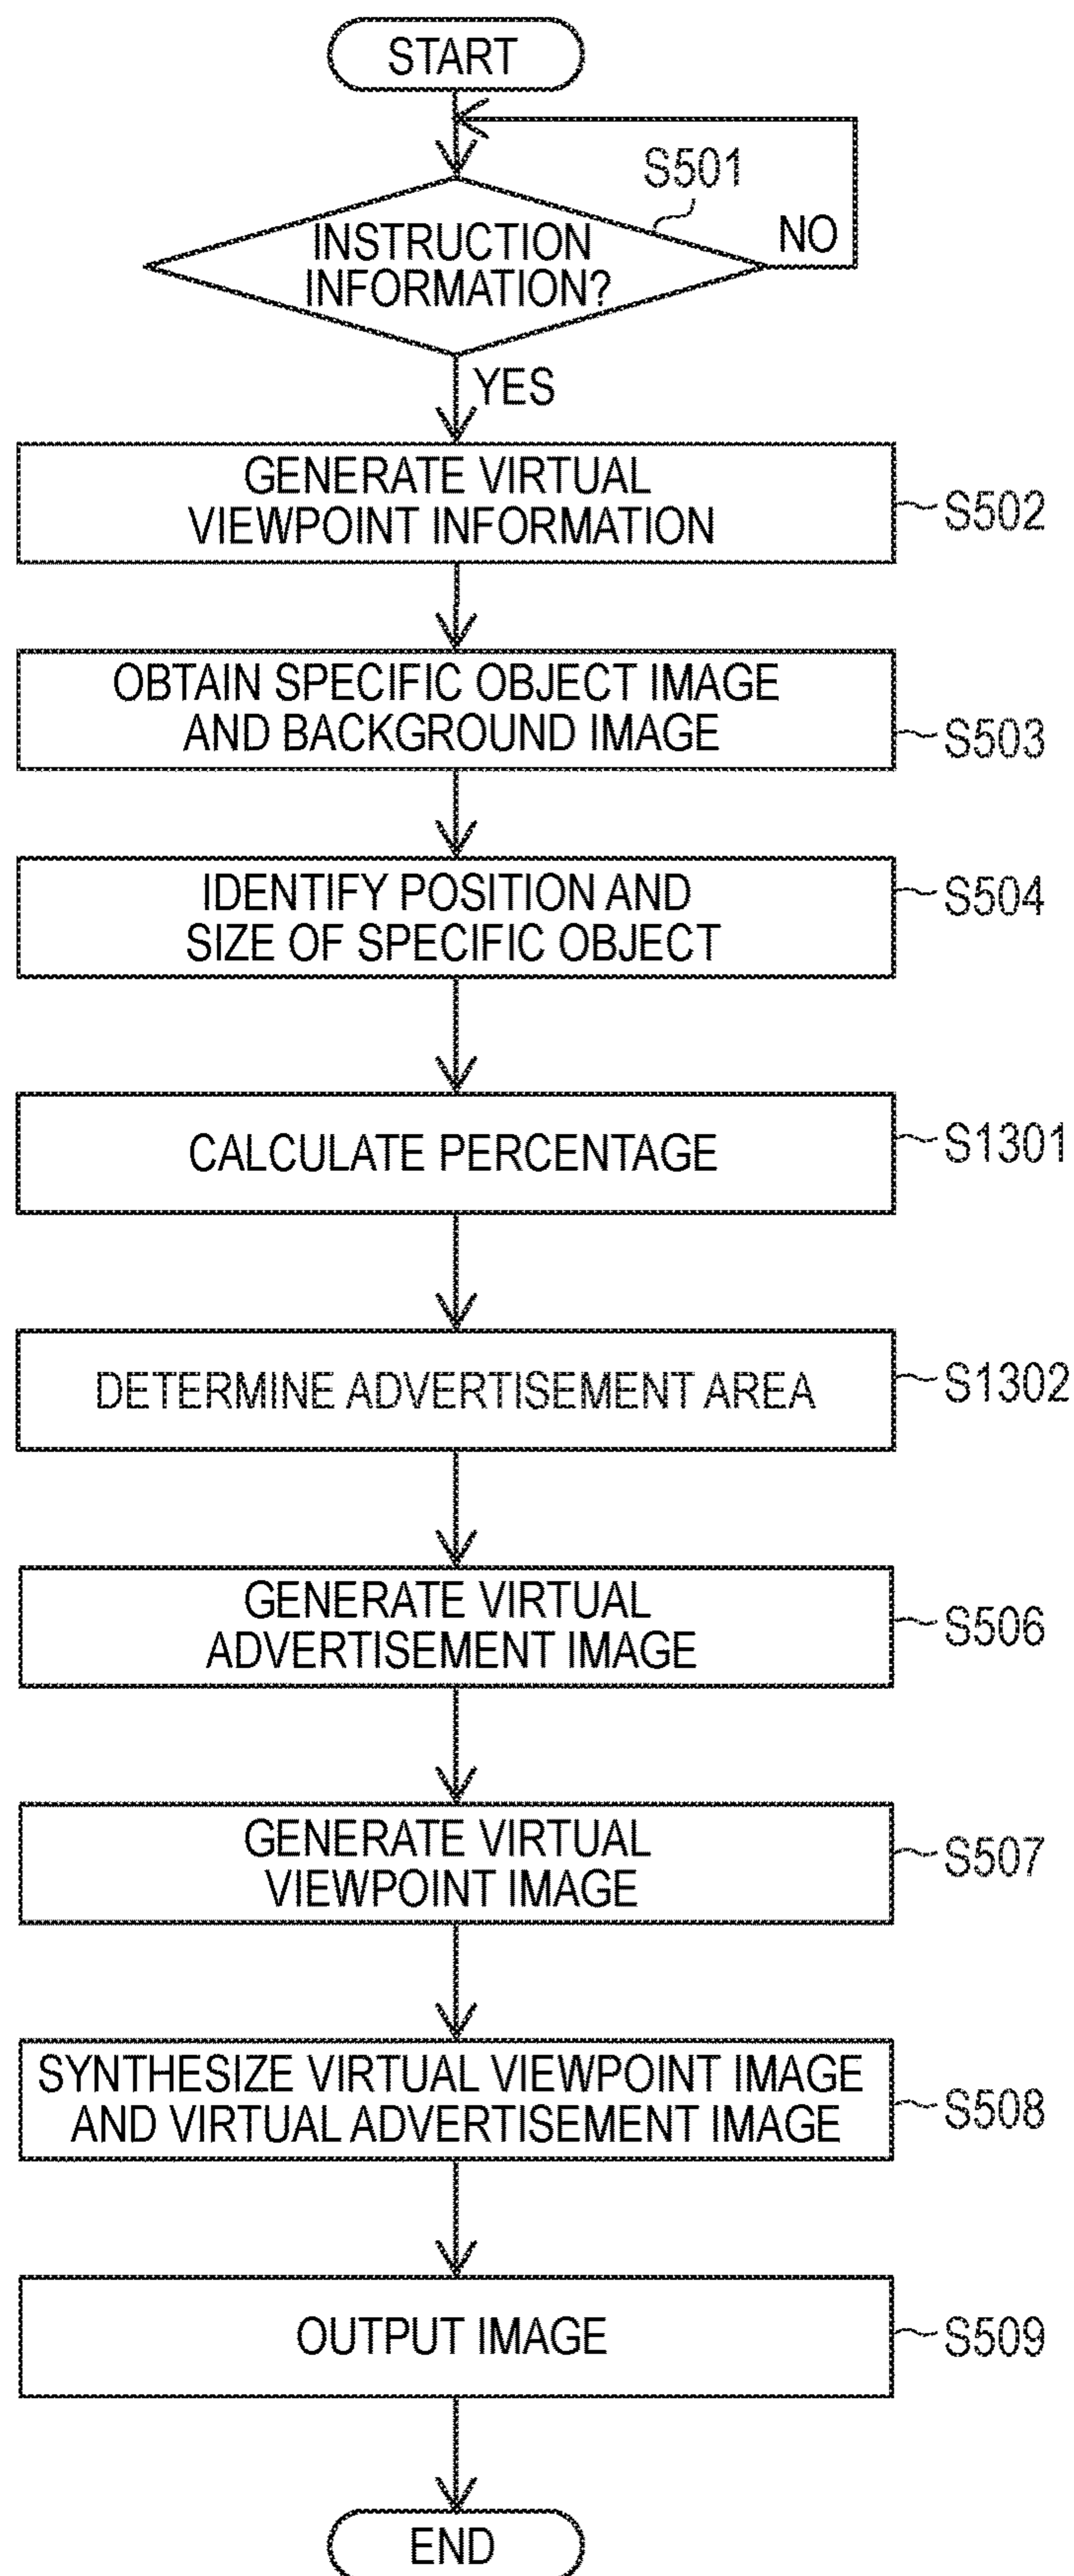 START
S501
INSTRUCTION
INFORMATION?
NO
YES
GENERATE VIRTUAL
VIEWPOINT INFORMATION
S502
OBTAIN SPECIFIC OBJECT IMAGE
AND BACKGROUND IMAGE
S503
IDENTIFY POSITION AND
SIZE OF SPECIFIC OBJECT
S504
CALCULATE PERCENTAGE
S1301
DETERMINE ADVERTISEMENT AREA
S1302
GENERATE VIRTUAL
ADVERTISEMENT IMAGE
S506
GENERATE VIRTUAL
VIEWPOINT IMAGE
S507
SYNTHESIZE VIRTUAL VIEWPOINT IMAGE
AND VIRTUAL ADVERTISEMENT IMAGE
S508
OUTPUT IMAGE
S509
END